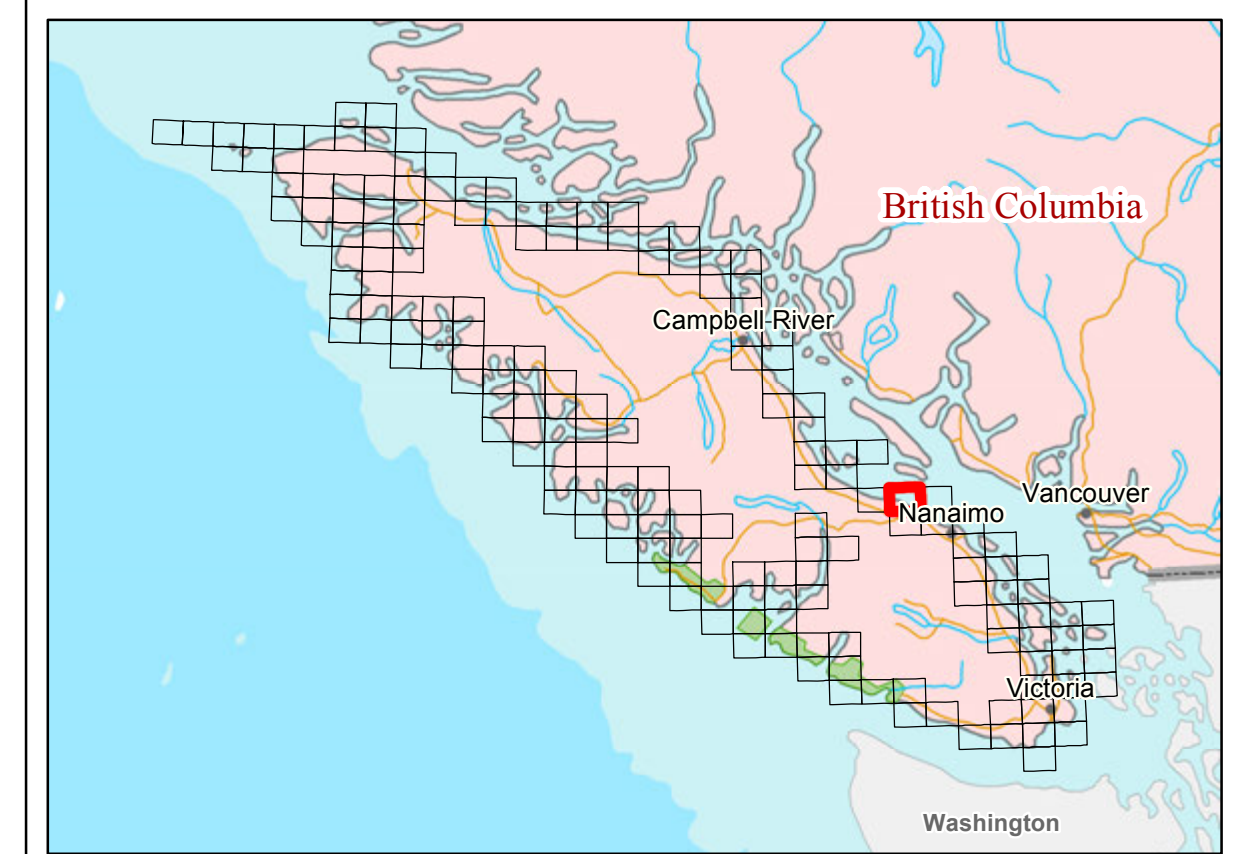 British Columbia
Campbell River
Vancouver
Nanaimo
Victoria
Washington